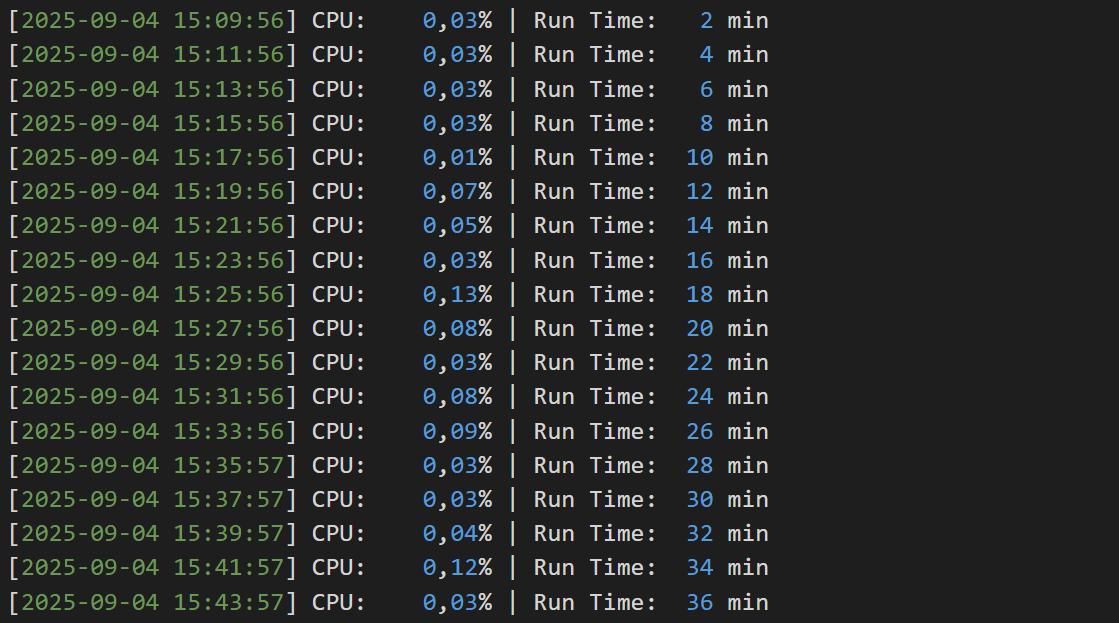 [2025-09-04 15:09:56] CPU:    0,03% | Run Time:   2 min
[2025-09-04 15:11:56] CPU:    0,03% | Run Time:   4 min
[2025-09-04 15:13:56] CPU:    0,03% | Run Time:   6 min
[2025-09-04 15:15:56] CPU:    0,03% | Run Time:   8 min
[2025-09-04 15:17:56] CPU:    0,01% | Run Time:  10 min
[2025-09-04 15:19:56] CPU:    0,07% | Run Time:  12 min
[2025-09-04 15:21:56] CPU:    0,05% | Run Time:  14 min
[2025-09-04 15:23:56] CPU:    0,03% | Run Time:  16 min
[2025-09-04 15:25:56] CPU:    0,13% | Run Time:  18 min
[2025-09-04 15:27:56] CPU:    0,08% | Run Time:  20 min
[2025-09-04 15:29:56] CPU:    0,03% | Run Time:  22 min
[2025-09-04 15:31:56] CPU:    0,08% | Run Time:  24 min
[2025-09-04 15:33:56] CPU:    0,09% | Run Time:  26 min
[2025-09-04 15:35:57] CPU:    0,03% | Run Time:  28 min
[2025-09-04 15:37:57] CPU:    0,03% | Run Time:  30 min
[2025-09-04 15:39:57] CPU:    0,04% | Run Time:  32 min
[2025-09-04 15:41:57] CPU:    0,12% | Run Time:  34 min
[2025-09-04 15:43:57] CPU:    0,03% | Run Time:  36 min